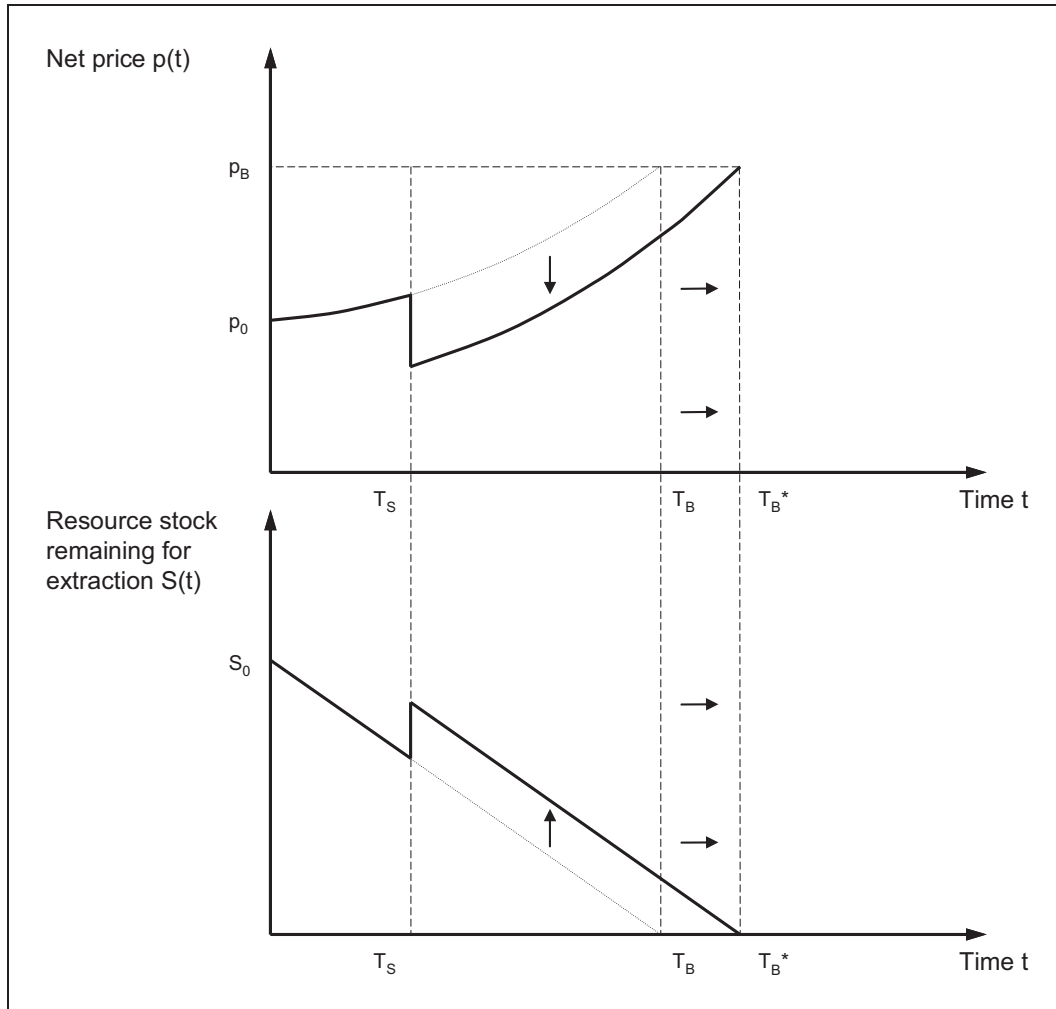 Net price p(t)
p_B
p_0
T_S
T_B
T_B*
Time t
Resource stock
remaining for
extraction S(t)
S_0
T_S
T_B
T_B*
Time t